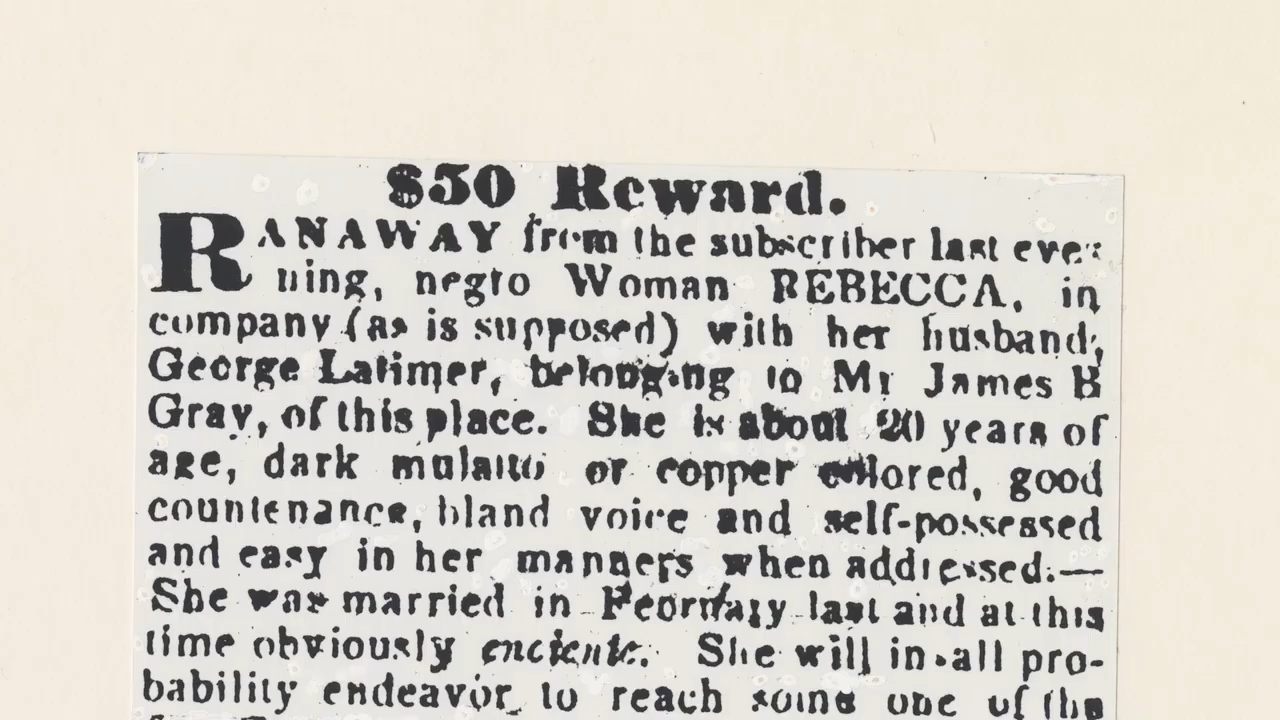 $50 Reward.
RANAWAY from the subscriber last eve-
ning, negro Woman REBECCA, in
company (as is supposed) with her husband,
George Latimer, belonging to Mr James B
Gray, of this place. She is about 20 years of
age, dark mulatto or copper colored, good
countenance, bland voice and self-possessed
and easy in her manners when addressed.—
She was married in February last and at this
time obviously enciente. She will in all pro-
bability endeavor to reach some one of the